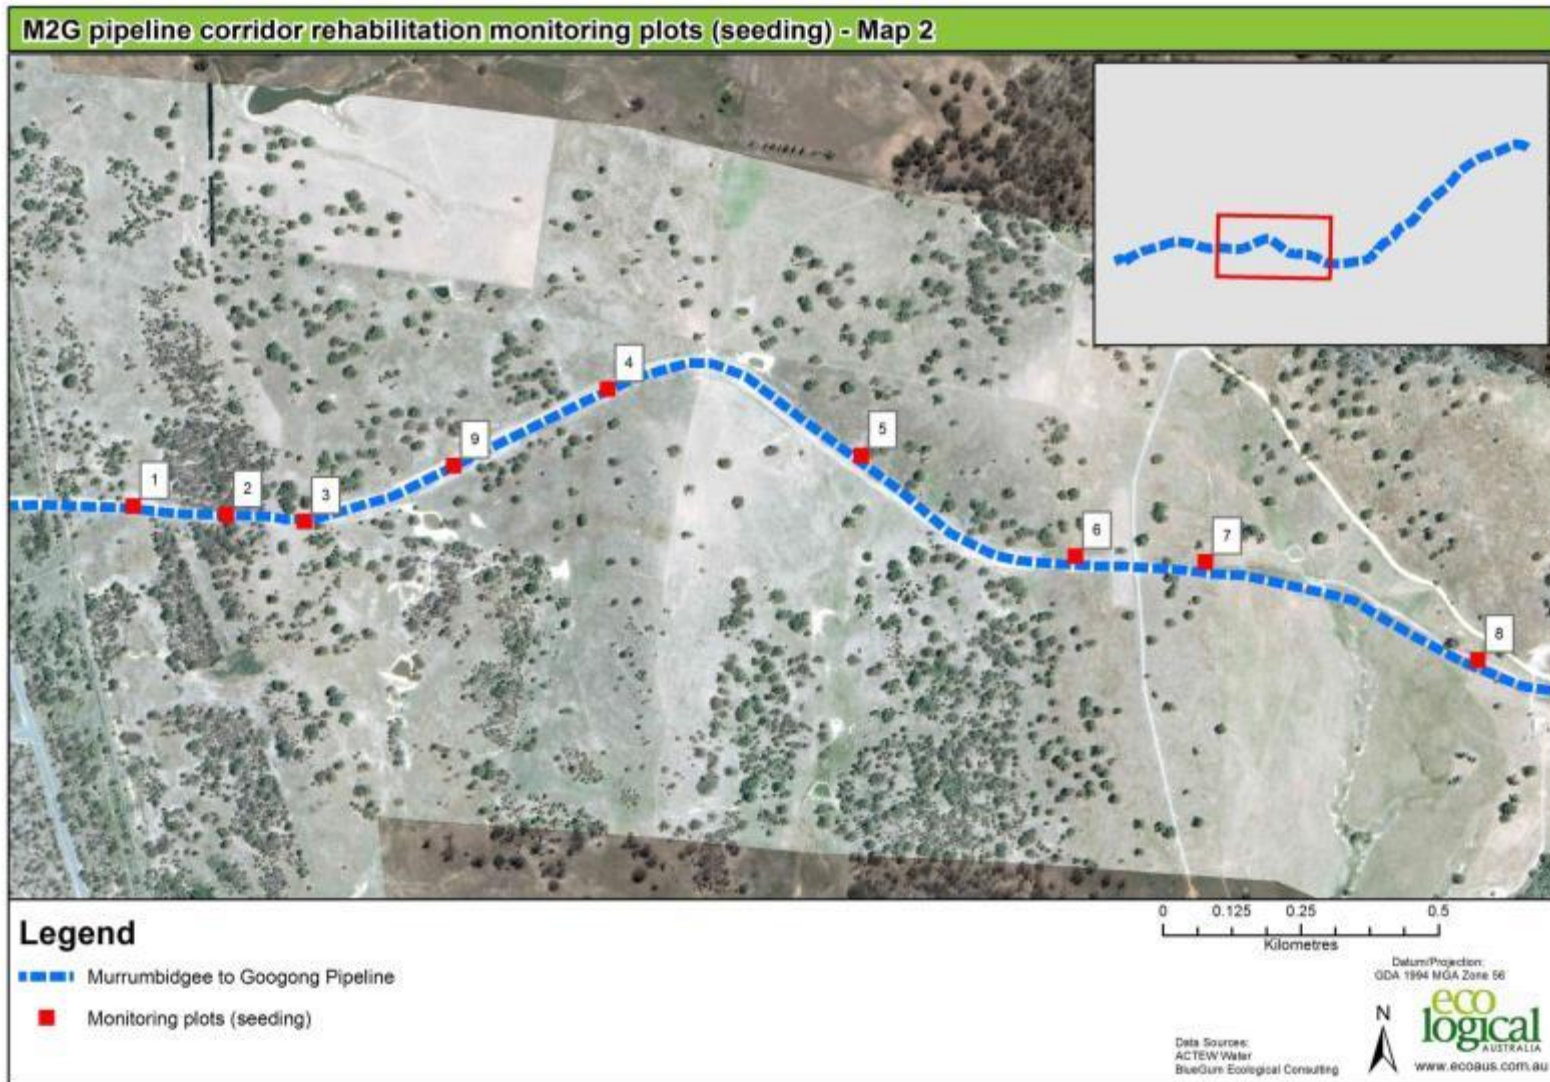 M2G pipeline corridor rehabilitation monitoring plots (seeding) - Map 2
4
9
5
1
2
3
6
7
8
Legend
Murrumbidgee to Googong Pipeline
Monitoring plots (seeding)
0 0.125 0.25 0.5
Kilometres
Datum/Projection:
GDA 1994 MGA Zone 56
N
eco
logical
AUSTRALIA
www.ecoaus.com.au
Data Sources:
ACTEW Water
BlueGum Ecological Consulting